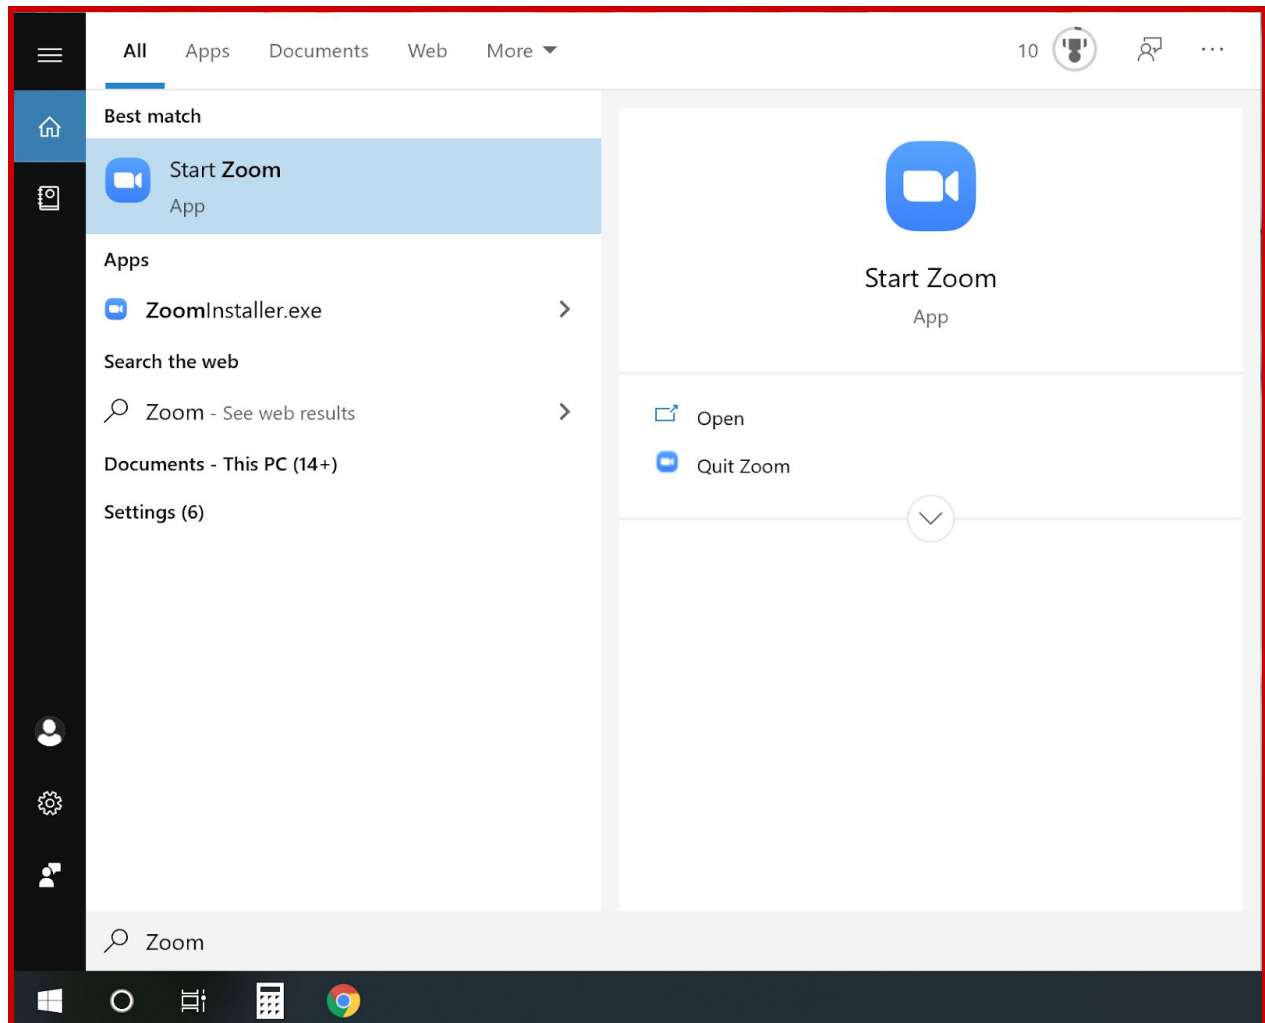 All Apps Documents Web More 10
Best match
Start Zoom
App
Apps
ZoomInstaller.exe
Search the web
Zoom - See web results
Documents - This PC (14+)
Settings (6)
Start Zoom
App
Open
Quit Zoom
Zoom